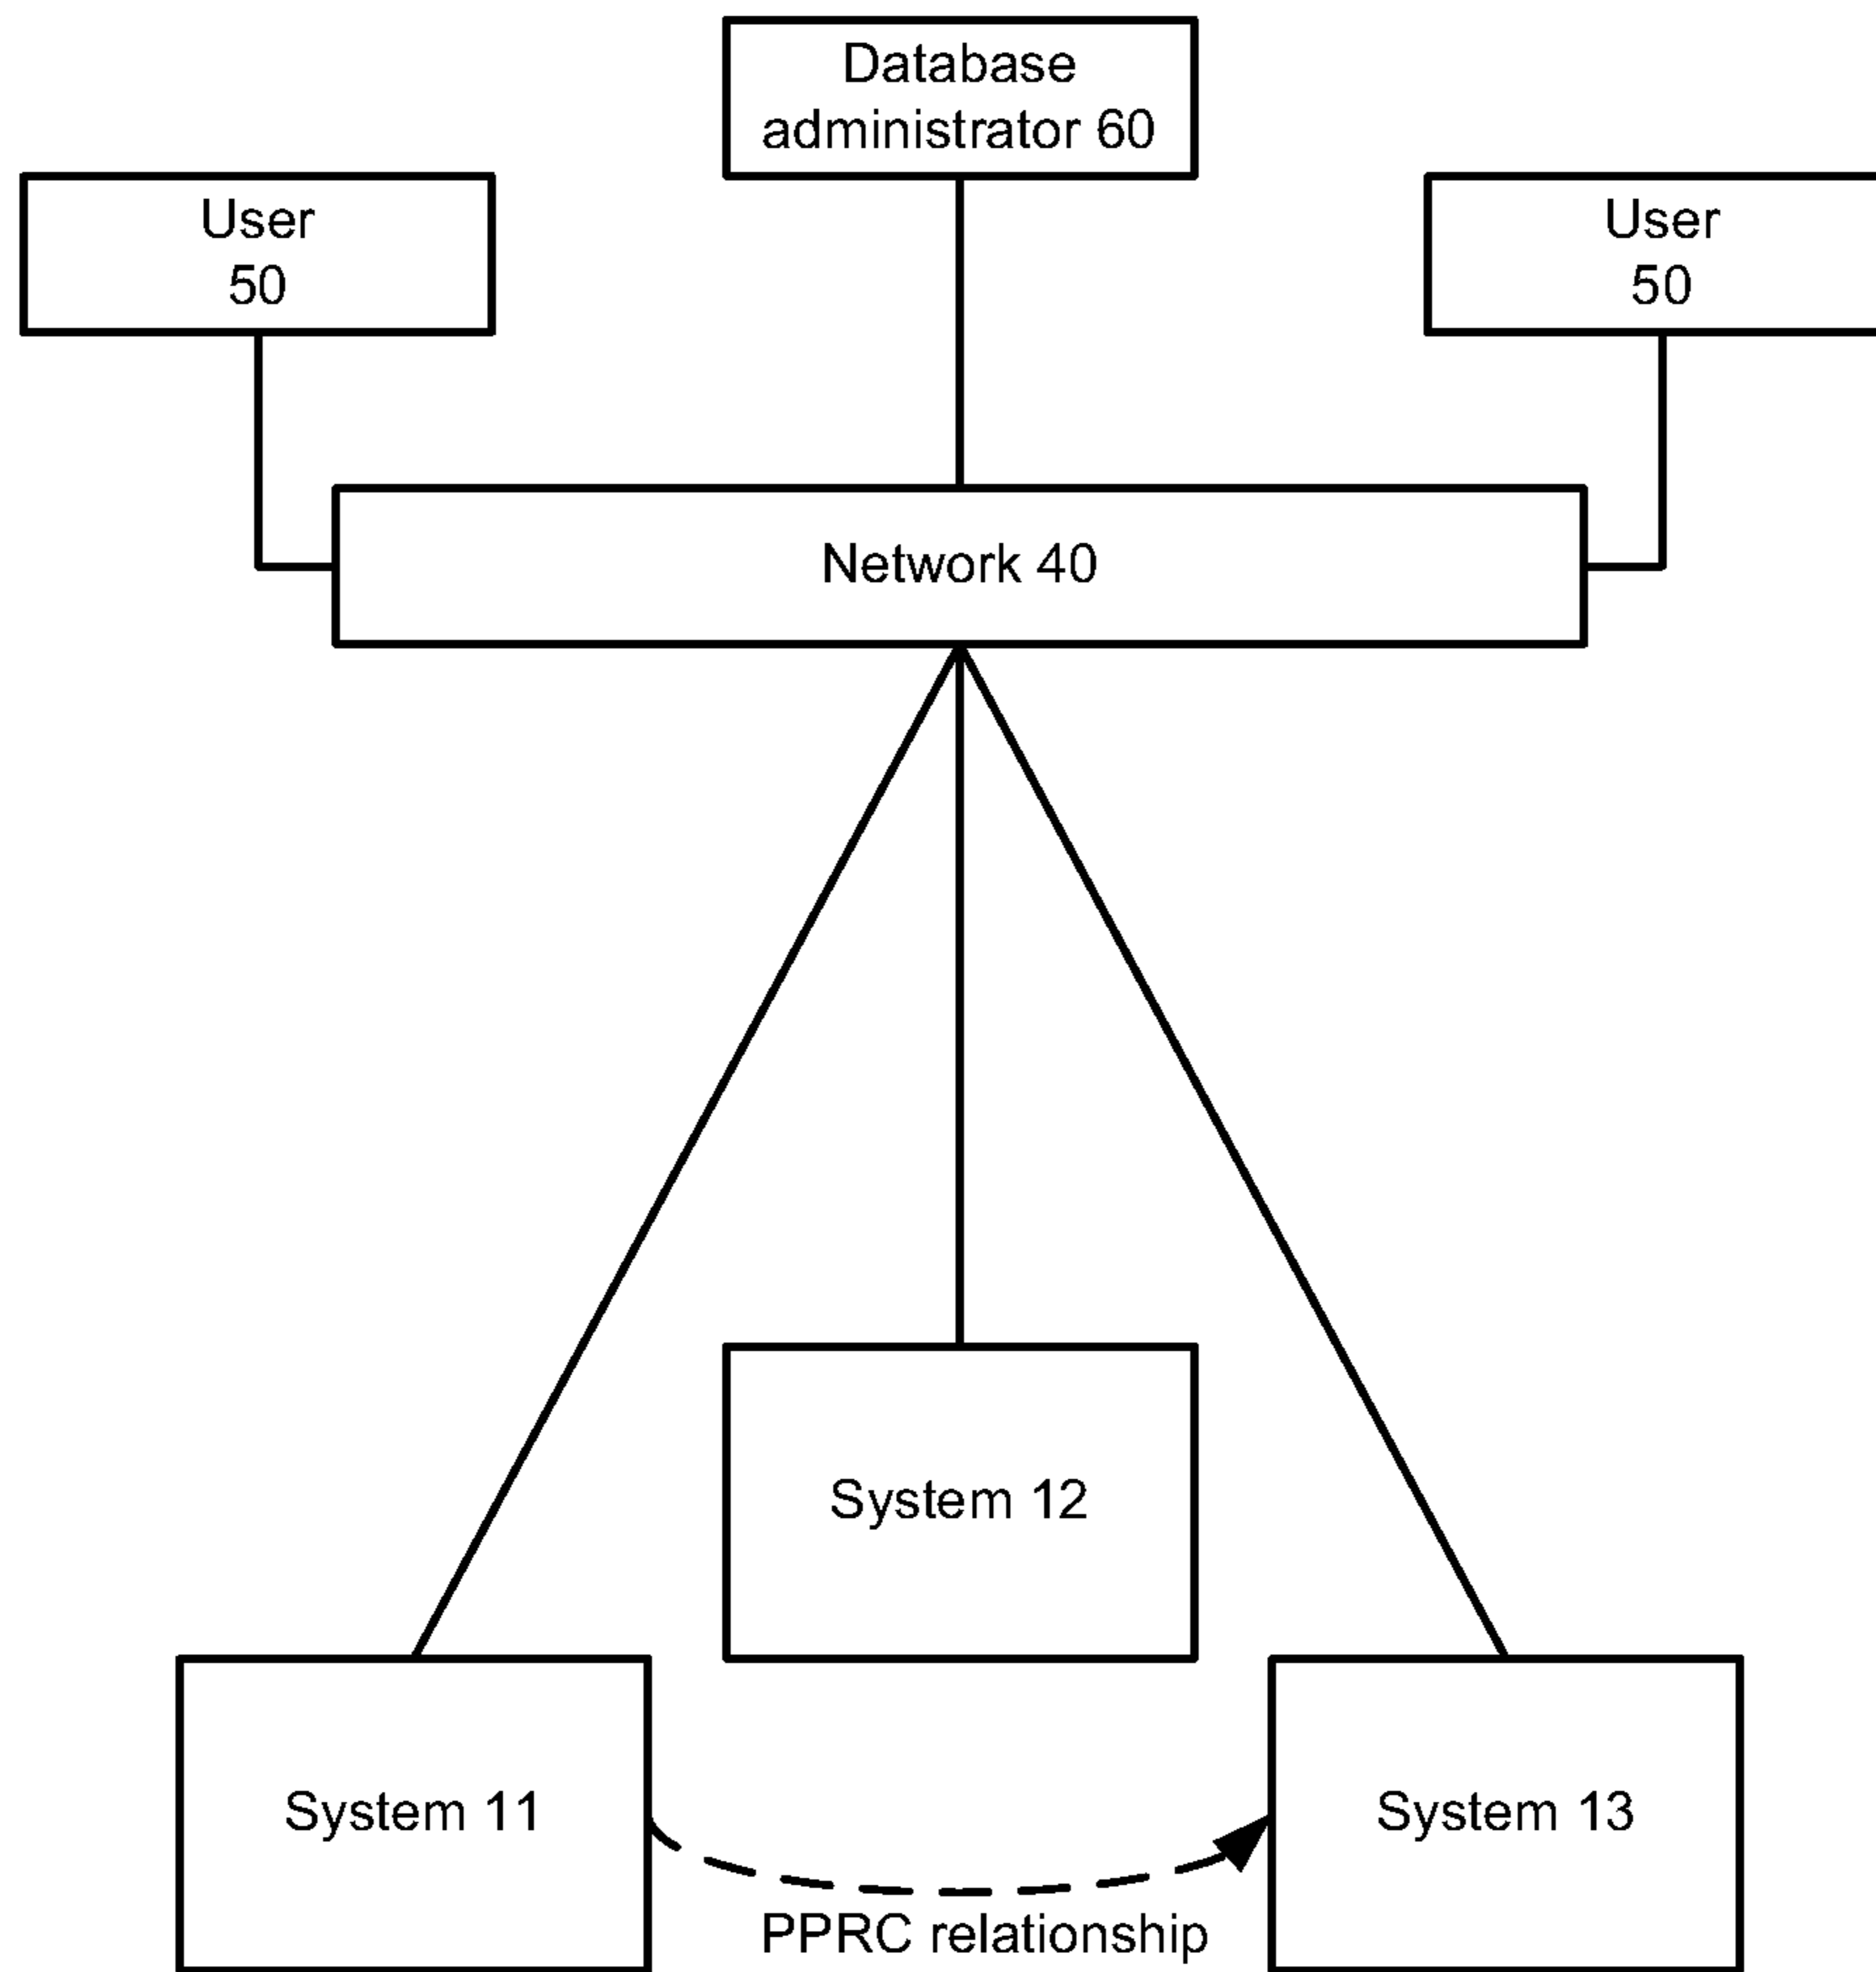 Database
administrator 60
User
50
User
50
Network 40
System 12
System 11
System 13
PPRC relationship